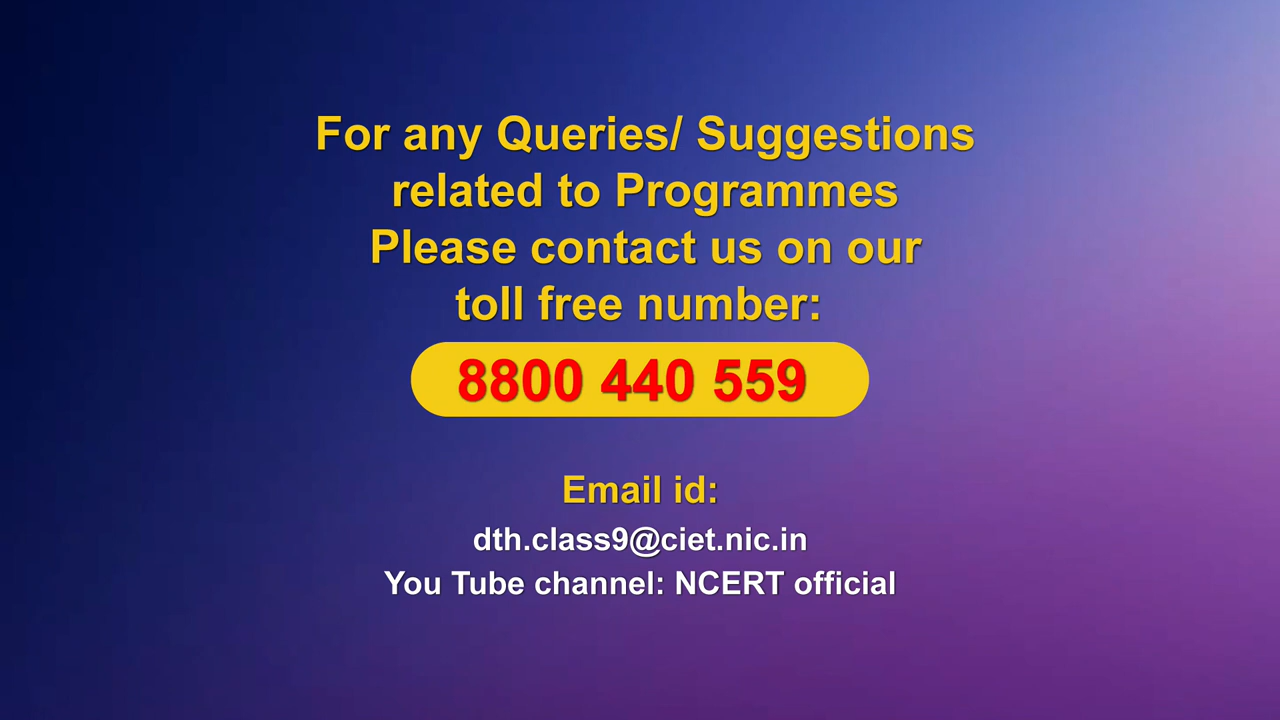 For any Queries/ Suggestions
related to Programmes
Please contact us on our
toll free number:
8800 440 559
Email id:
dth.class9@ciet.nic.in
You Tube channel: NCERT official